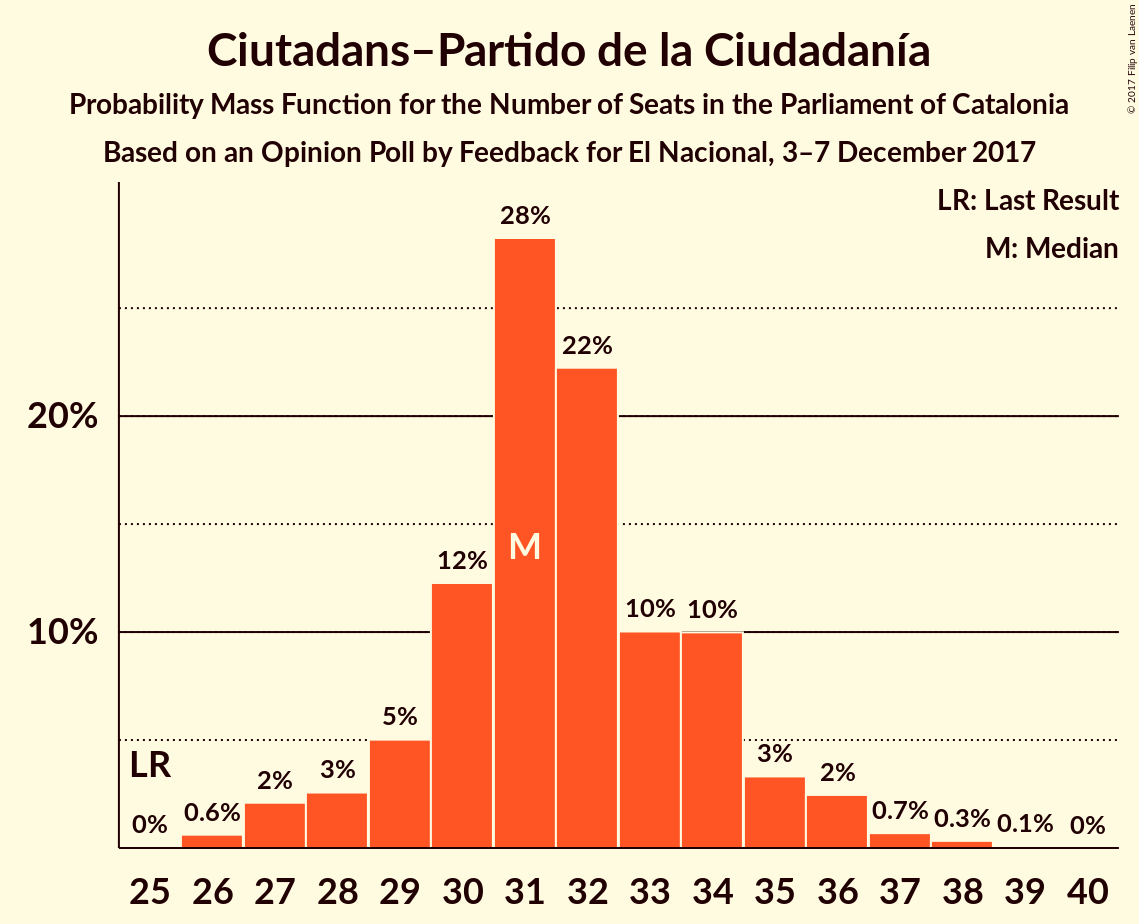 Ciutadans–Partido de la Ciudadanía
Probability Mass Function for the Number of Seats in the Parliament of Catalonia
Based on an Opinion Poll by Feedback for El Nacional, 3–7 December 2017
© 2017 Filip van Laenen
LR: Last Result
M: Median
28%
22%
20%
M
12%
10% 10%
10%
5%
LR
3%
3%
2%
2%
0% 0.6% 0.7% 0.3% 0.1% 0%
25 26 27 28 29 30 31 32 33 34 35 36 37 38 39 40